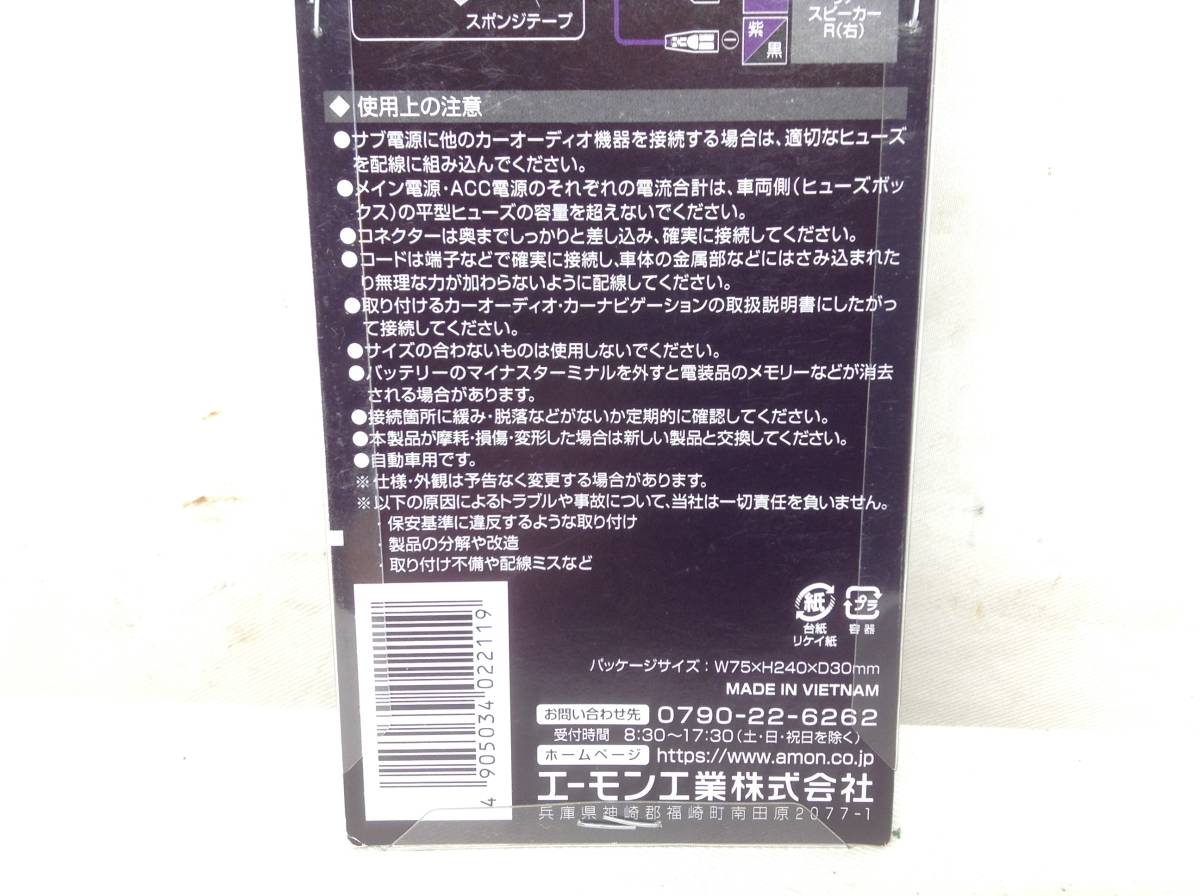 スポンジテープ
⊖
紫
黒
スピーカー
R(右)
◆ 使用上の注意
●サブ電源に他のカーオーディオ機器を接続する場合は、適切なヒューズ
を配線に組み込んでください。
●メイン電源・ACC電源のそれぞれの電流合計は、車両側(ヒューズボッ
クス)の平型ヒューズの容量を超えないでください。
●コネクターは奥までしっかりと差し込み、確実に接続してください。
●コードは端子などで確実に接続し、車体の金属部などにはさみ込まれた
り無理な力が加わらないように配線してください。
●取り付けるカーオーディオ・カーナビゲーションの取扱説明書にしたがっ
て接続してください。
●サイズの合わないものは使用しないでください。
●バッテリーのマイナスターミナルを外すと電装品のメモリーなどが消去
される場合があります。
●接続箇所に緩み・脱落などがないか定期的に確認してください。
●本製品が摩耗・損傷・変形した場合は新しい製品と交換してください。
●自動車用です。
※仕様・外観は予告なく変更する場合があります。
※以下の原因によるトラブルや事故について、当社は一切責任を負いません。
・保安基準に違反するような取り付け
・製品の分解や改造
・取り付け不備や配線ミスなど
紙
プラ
台紙
リケイ紙
容器
パッケージサイズ:W75×H240×D30mm
MADE IN VIETNAM
お問い合わせ先 0790-22-6262
受付時間 8:30〜17:30(土・日・祝日を除く)
ホームページ https://www.amon.co.jp
エーモン工業株式会社
兵庫県神崎郡福崎町南田原2077-1
4 905034 022119